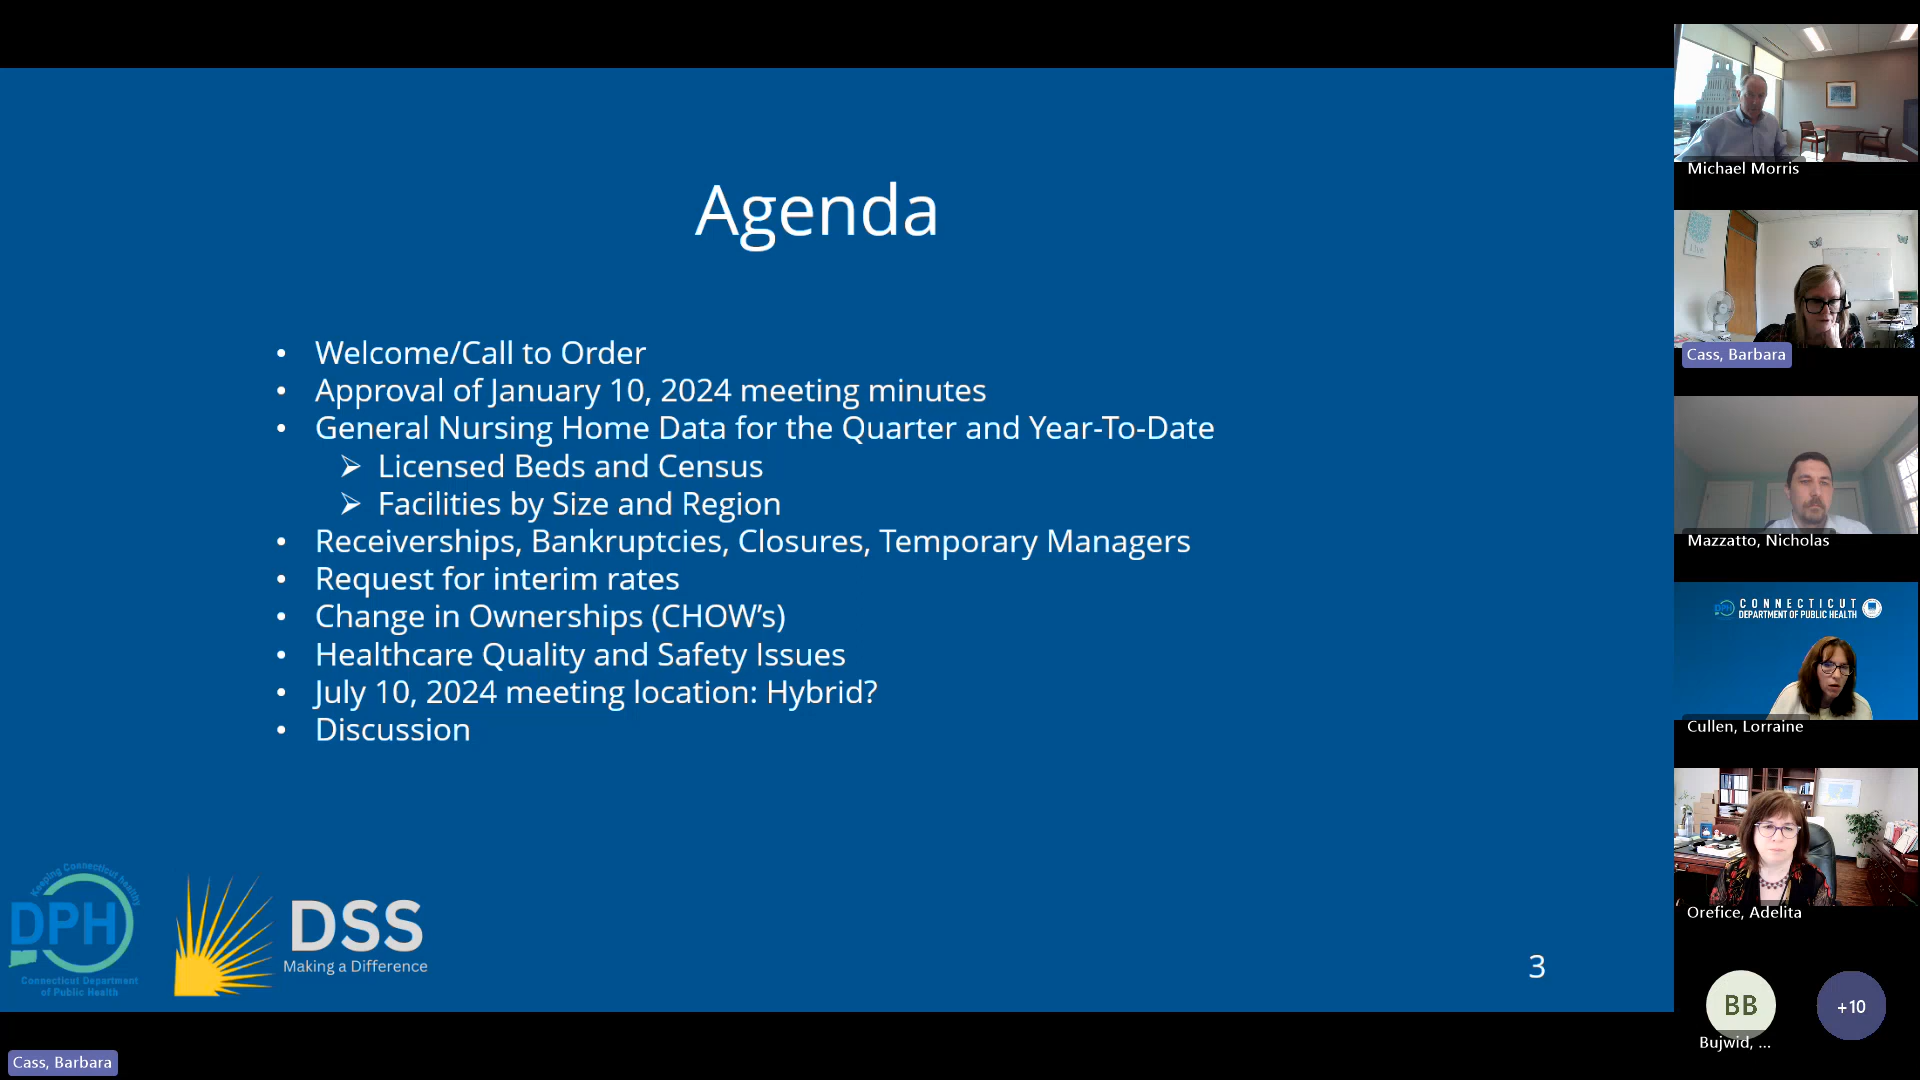 Agenda
• Welcome/Call to Order
• Approval of January 10, 2024 meeting minutes
• General Nursing Home Data for the Quarter and Year-To-Date
➢ Licensed Beds and Census
➢ Facilities by Size and Region
• Receiverships, Bankruptcies, Closures, Temporary Managers
• Request for interim rates
• Change in Ownerships (CHOW's)
• Healthcare Quality and Safety Issues
• July 10, 2024 meeting location: Hybrid?
• Discussion
Keeping Connecticut healthy
DPH
Connecticut Department
of Public Health
DSS
Making a Difference
3
Cass, Barbara
Michael Morris
Cass, Barbara
Mazzatto, Nicholas
DPH CONNECTICUT
DEPARTMENT OF PUBLIC HEALTH
Cullen, Lorraine
Orefice, Adelita
BB
Bujwid, ...
+10